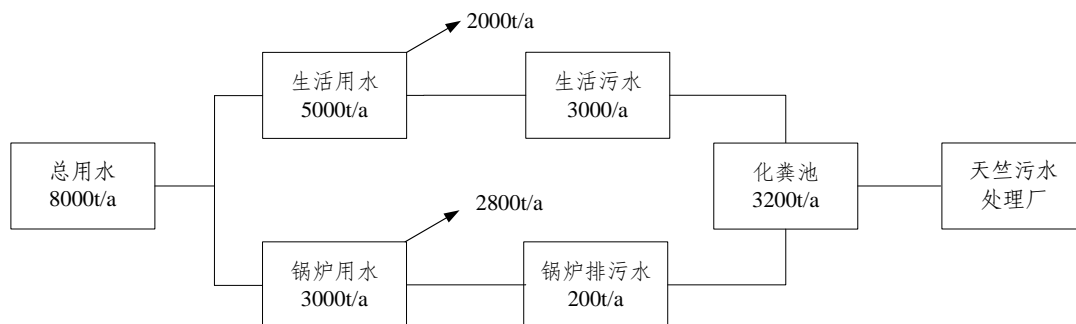 2000t/a
生活用水
5000t/a
生活污水
3000/a
总用水
8000t/a
化粪池
3200t/a
天竺污水
处理厂
2800t/a
锅炉用水
3000t/a
锅炉排污水
200t/a